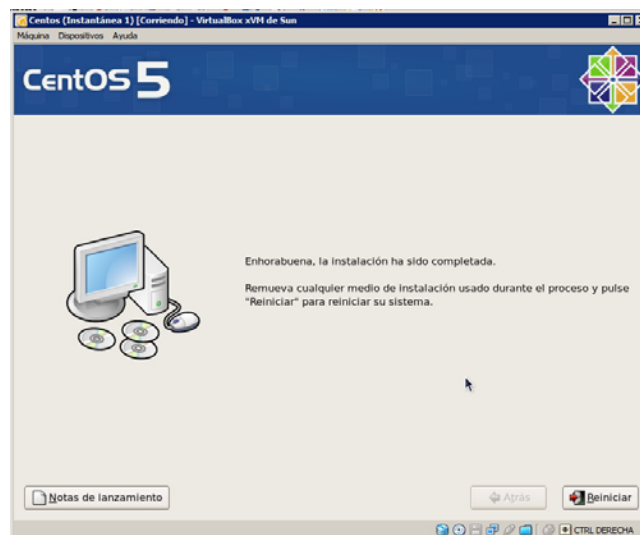 Centos (Instantánea 1) [Corriendo] - VirtualBox xVM de Sun
Máquina Dispositivos Ayuda
CentOS 5
Enhorabuena, la instalación ha sido completada.
Remueva cualquier medio de instalación usado durante el proceso y pulse
"Reiniciar" para reiniciar su sistema.
Notas de lanzamiento
Atrás
Reiniciar
CTRL DERECHA